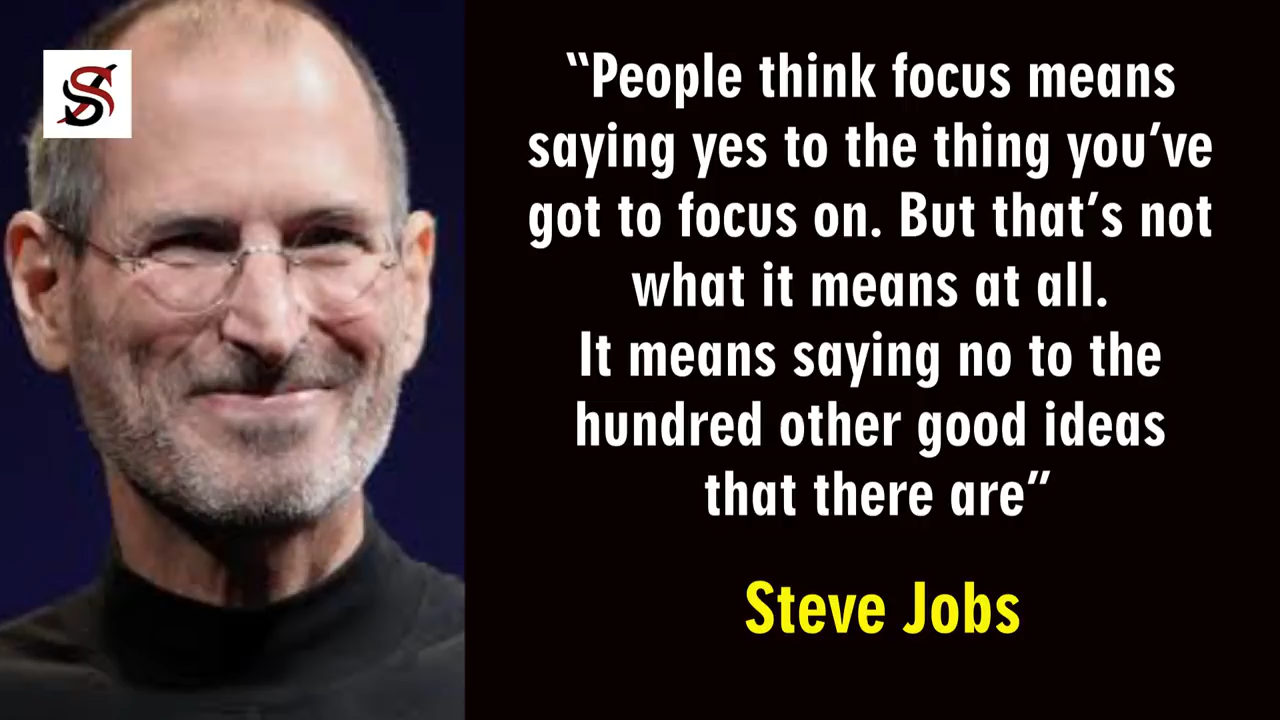 “People think focus means
saying yes to the thing you’ve
got to focus on. But that’s not
what it means at all.
It means saying no to the
hundred other good ideas
that there are”
Steve Jobs